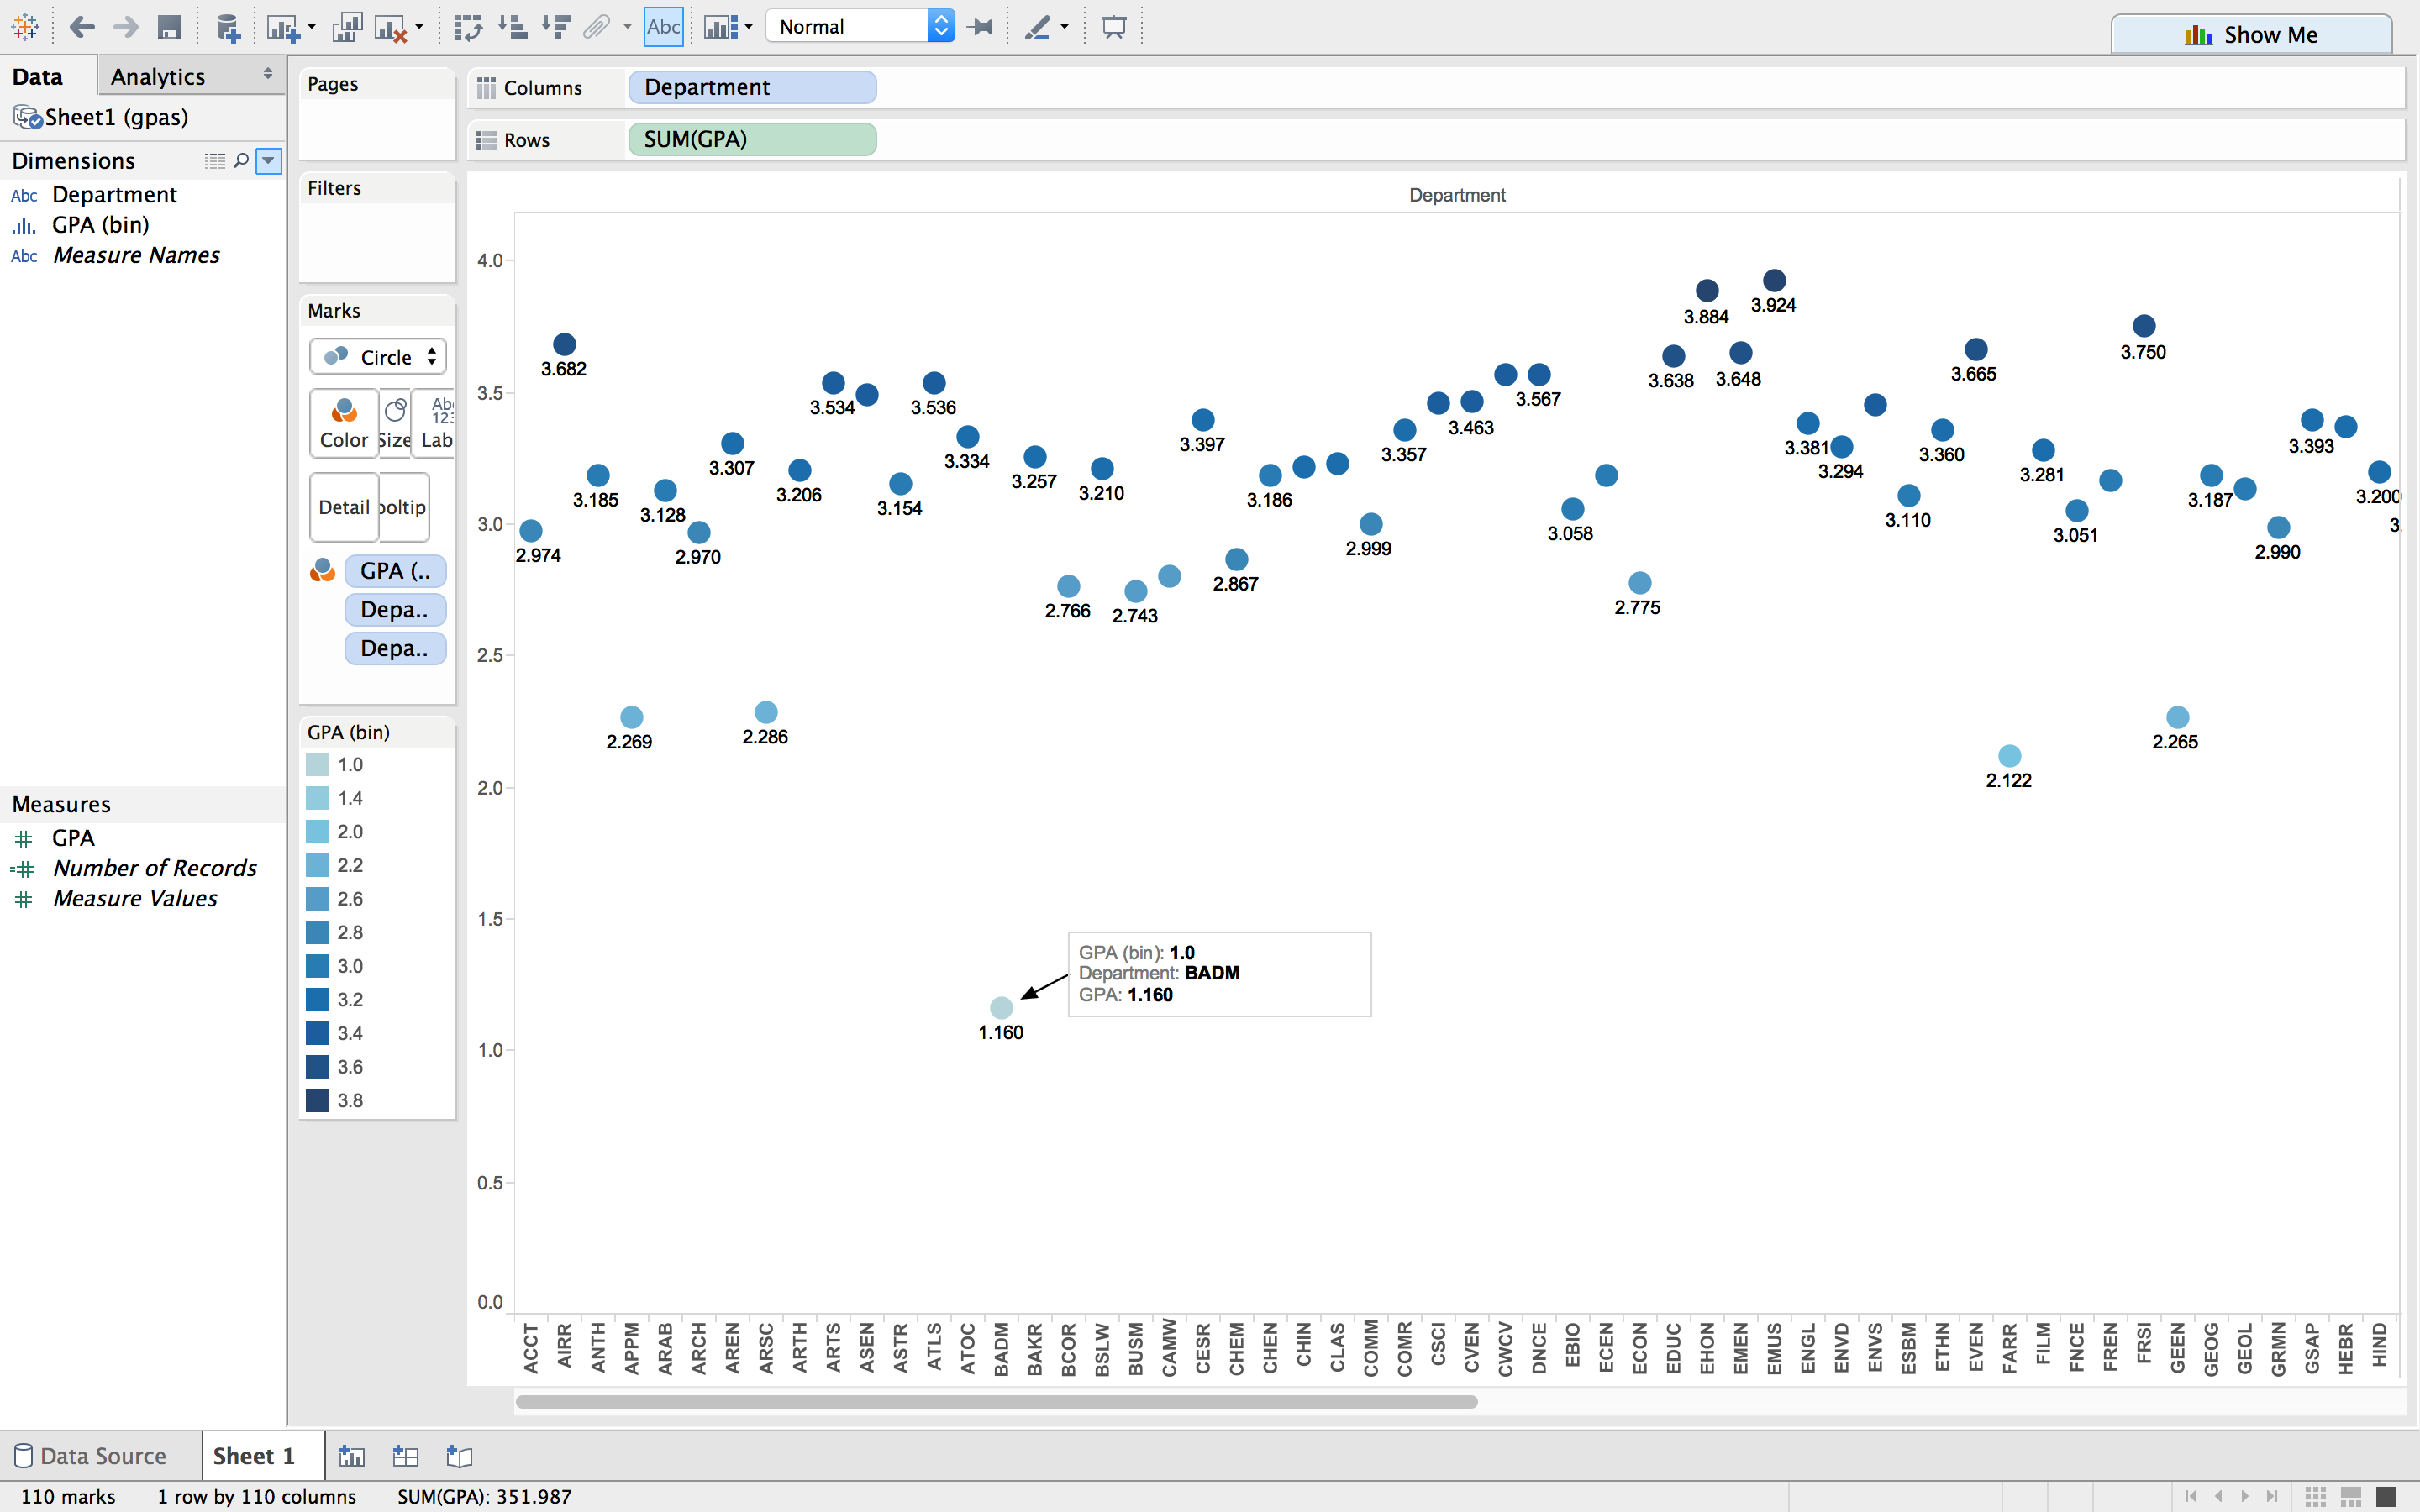 Abc
Normal
Show Me
Data
Analytics
Sheet1 (gpas)
Dimensions
Abc Department
GPA (bin)
Abc Measure Names
Measures
GPA
Number of Records
Measure Values
Pages
Filters
Marks
Circle
Color
Size
Abc
123
Lab
Detail
ooltip
GPA (..
Depa..
Depa..
GPA (bin)
1.0
1.4
2.0
2.2
2.6
2.8
3.0
3.2
3.4
3.6
3.8
Columns Department
Rows SUM(GPA)
Department
4.0
3.5
3.0
2.5
2.0
1.5
1.0
0.5
0.0
3.924
3.884
3.750
3.682
3.665
3.638
3.648
3.534
3.536
3.567
3.463
3.397
3.357
3.381
3.294
3.360
3.393
3.307
3.334
3.257
3.281
3.185
3.206
3.210
3.186
3.187
3.200
3.128
3.154
3.110
3.058
3.051
3.
2.974
2.970
2.999
2.990
2.867
2.766
2.743
2.775
2.269
2.286
2.265
2.122
GPA (bin): 1.0
Department: BADM
GPA: 1.160
1.160
ACCT
AIRR
ANTH
APPM
ARAB
ARCH
AREN
ARSC
ARTH
ARTS
ASEN
ASTR
ATLS
ATOC
BADM
BAKR
BCOR
BSLW
BUSM
CAMW
CESR
CHEM
CHEN
CHIN
CLAS
COMM
COMR
CSCI
CVEN
CWCV
DNCE
EBIO
ECEN
ECON
EDUC
EHON
EMEN
EMUS
ENGL
ENVD
ENVS
ESBM
ETHN
EVEN
FARR
FILM
FNCE
FREN
FRSI
GEEN
GEOG
GEOL
GRMN
GSAP
HEBR
HIND
Data Source
Sheet 1
110 marks 1 row by 110 columns SUM(GPA): 351.987